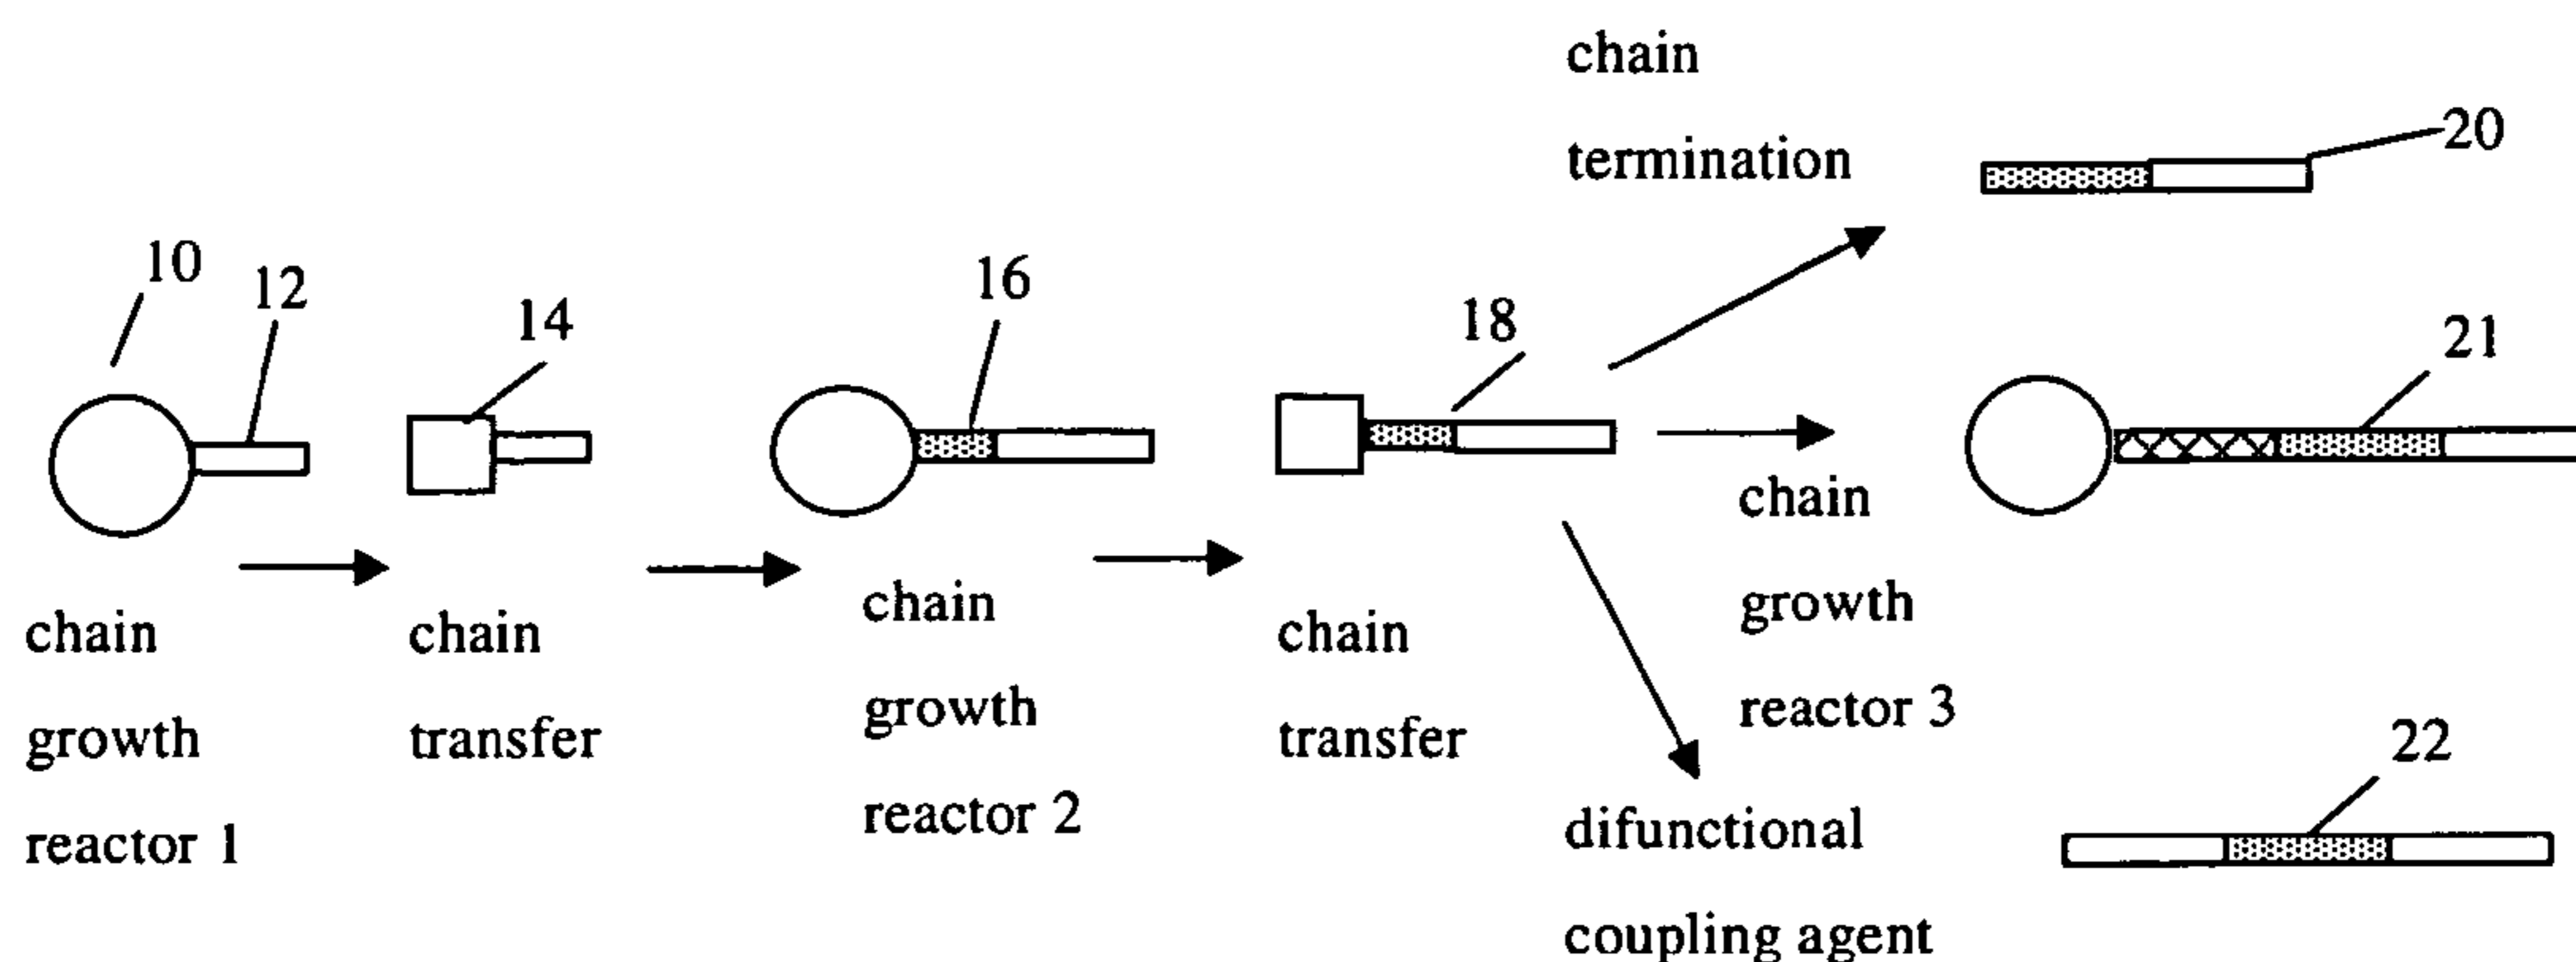 chain
termination
20
10
12
14
16
18
21
chain
growth
reactor 1
chain
transfer
chain
growth
reactor 2
chain
transfer
chain
growth
reactor 3
22
difunctional
coupling agent